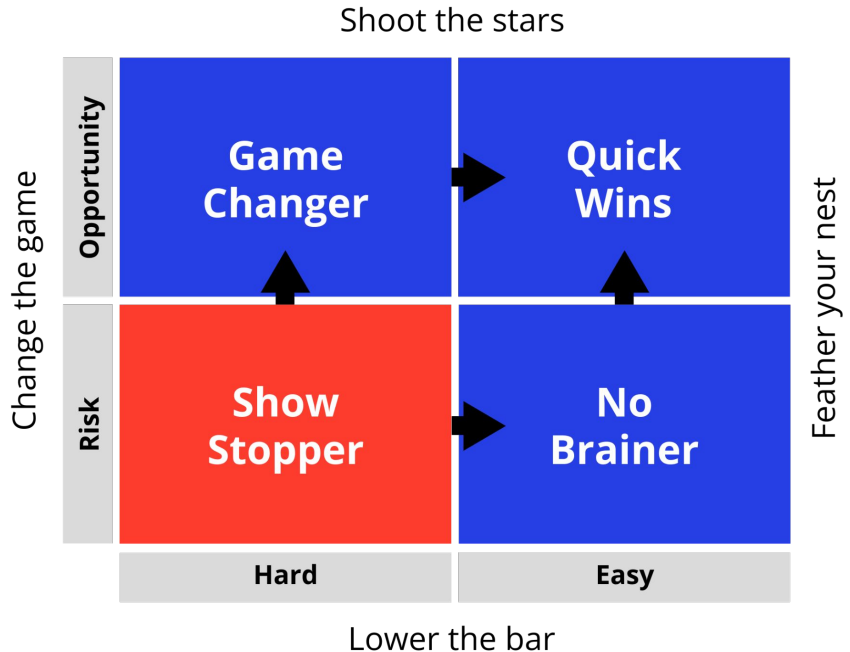 Shoot the stars
Change the game
Opportunity
Game
Changer
Quick
Wins
Feather your nest
Risk
Show
Stopper
No
Brainer
Hard
Easy
Lower the bar